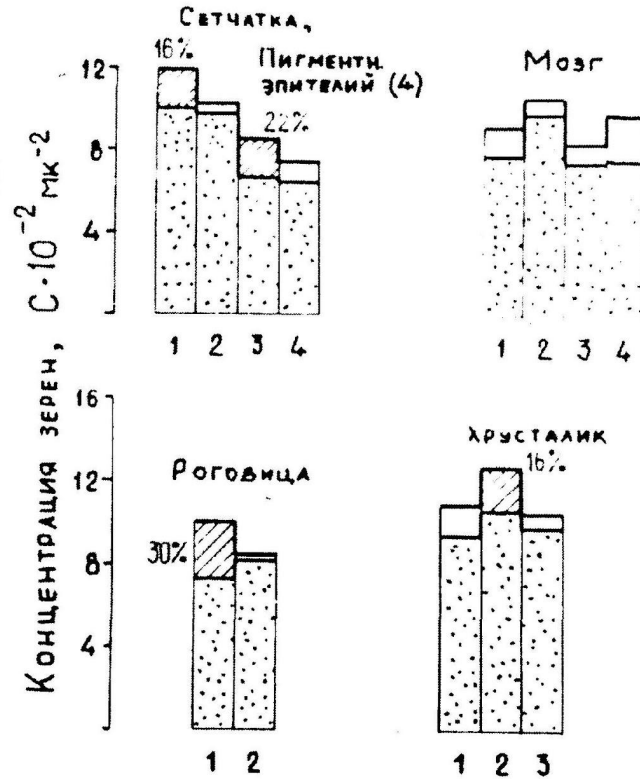 Сетчатка,
16%
Пигментн.
эпителий (4)
22%
Мозг
12
8
4
1 2 3 4
1 2 3 4
Концентрация зерен, С·10⁻² мк⁻²
16
12
8
4
Роговица
30%
1 2
Хрусталик
16%
1 2 3